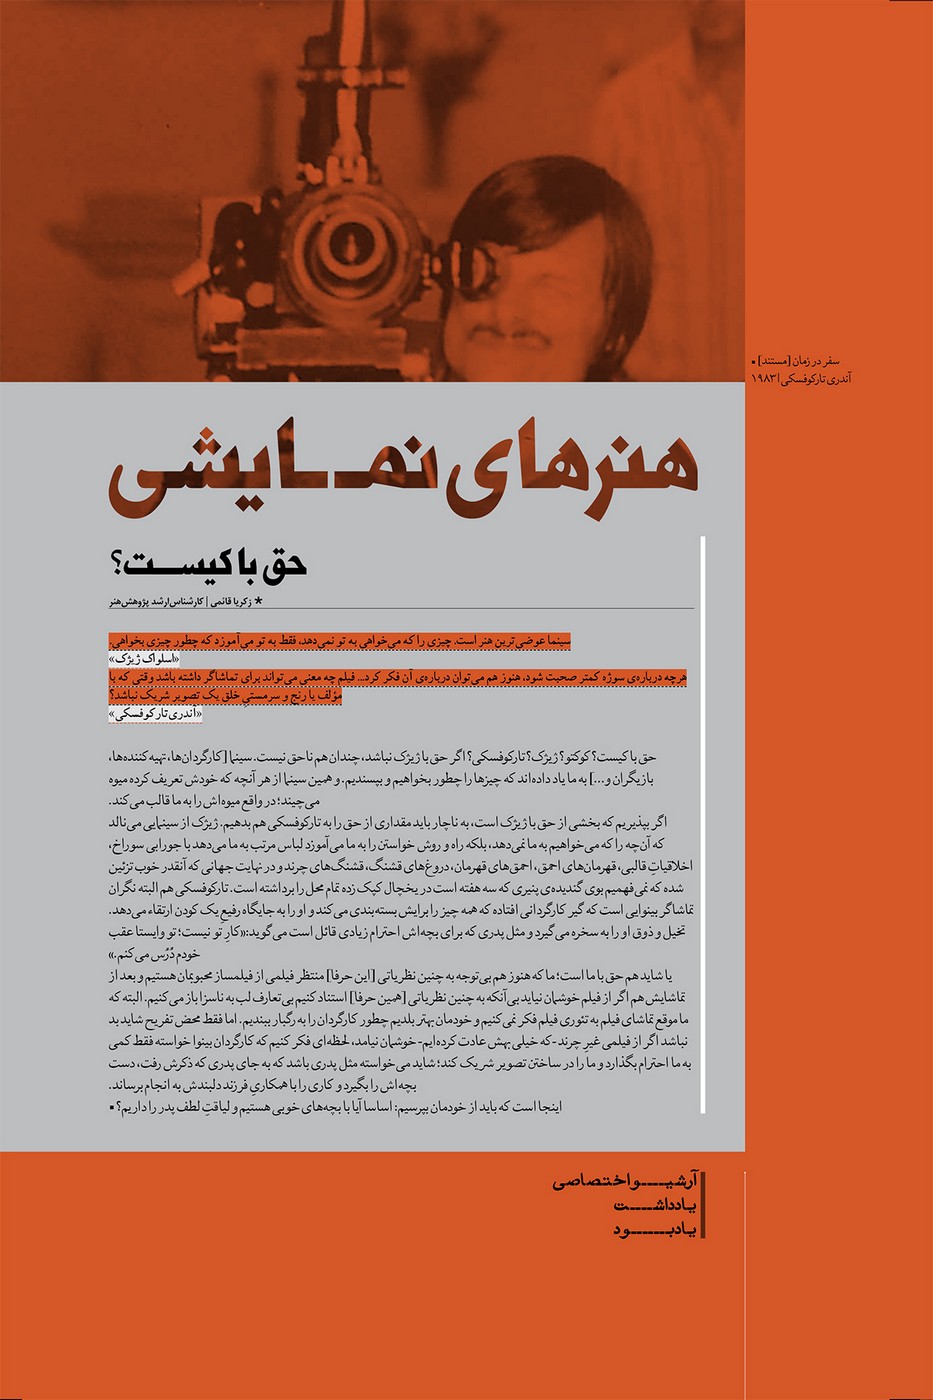 سفر در زمان [مستند] ▪
آندری تارکوفسکی | ۱۹۸۳
هنرهای نمایشی
حق با کیست؟
* زکریا قائمی | کارشناس‌ارشد پژوهش‌هنر
سینما عوضی‌ترین هنر است. چیزی را که می‌خواهی به تو نمی‌دهد، فقط به تو می‌آموزد که چطور چیزی بخواهی.
«اسلواک ژیژک»
هرچه درباره‌ی سوژه کمتر صحبت شود، هنوز هم می‌توان درباره‌ی آن فکر کرد... فیلم چه معنی می‌تواند برای تماشاگر داشته باشد وقتی که با
مؤلف یا رنج و سرمستیِ خلق یک تصویر شریک نباشد؟
«آندری تارکوفسکی»
حق با کیست؟ کوکتو؟ ژیژک؟ تارکوفسکی؟ اگر حق با ژیژک نباشد، چندان هم ناحق نیست. سینما [کارگردان‌ها، تهیه‌کننده‌ها،
بازیگران و...] به ما یاد داده‌اند که چیزها را چطور بخواهیم و بپسندیم. و همین سینما از هر آنچه که خودش تعریف کرده میوه
می‌چیند؛ در واقع میوه‌اش را به ما قالب می‌کند.
اگر بپذیریم که بخشی از حق با ژیژک است، به ناچار باید مقداری از حق را به تارکوفسکی هم بدهیم. ژیژک از سینمایی می‌نالد
که آن‌چه را که می‌خواهیم به ما نمی‌دهد، بلکه راه و روش خواستن را به ما می‌آموزد لباس مرتب به ما می‌دهد با جورابی سوراخ،
اخلاقیاتِ قالبی، قهرمان‌های احمق، احمق‌های قهرمان، دروغ‌های قشنگ، قشنگ‌های چرند و در نهایت جهانی که آنقدر خوب تزئین
شده که نمی‌فهمیم بوی گندیده‌ی پنیری که سه هفته است در یخچال کپک زده تمام محل را برداشته است. تارکوفسکی هم البته نگران
تماشاگر بینوایی است که گیر کارگردانی افتاده که همه چیز را برایش بسته‌بندی می‌کند و او را به جایگاه رفیعِ یک کودن ارتقاء می‌دهد.
تخیل و ذوق او را به سخره می‌گیرد و مثل پدری که برای بچه‌اش احترام زیادی قائل است می‌گوید:«کارِ تو نیست؛ تو وایستا عقب
خودم دُرُس می‌کنم.»
یا شاید هم حق با ما است؛ ما که هنوز هم بی‌توجه به چنین نظریاتی [این حرفا] منتظر فیلمی از فیلمساز محبوبمان هستیم و بعد از
تماشایش هم اگر از فیلم خوشمان نیاید بی‌آنکه به چنین نظریاتی [همین حرفا] استناد کنیم بی‌تعارف لب به ناسزا باز می‌کنیم. البته که
ما موقع تماشای فیلم به تئوری فیلم فکر نمی‌کنیم و خودمان بهتر بلدیم چطور کارگردان را به رگبار ببندیم. اما فقط محض تفریح شاید بد
نباشد اگر از فیلمی غیرِ چرند -که خیلی بهش عادت کرده‌ایم- خوشمان نیامد، لحظه‌ای فکر کنیم که کارگردان بینوا خواسته فقط کمی
به ما احترام بگذارد و ما را در ساختن تصویر شریک کند؛ شاید می‌خواسته مثل پدری باشد که به جای پدری که ذکرش رفت، دست
بچه‌اش را بگیرد و کاری را با همکاریِ فرزند دلبندش به انجام برساند.
اینجا است که باید از خودمان بپرسیم: اساسا آیا با بچه‌های خوبی هستیم و لیاقتِ لطف پدر را داریم؟ ▪
آرشیــو اختصاصی
یادداشــت
یادبــود